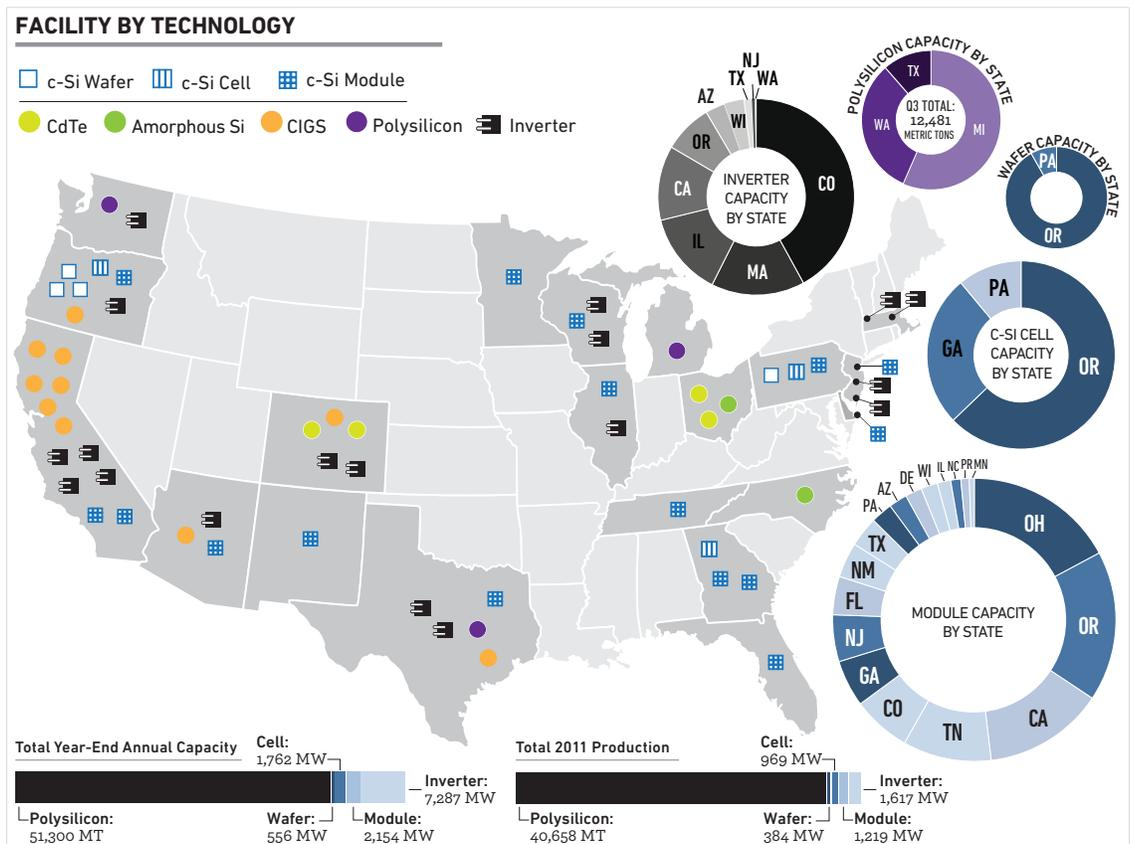 FACILITY BY TECHNOLOGY
c-Si Wafer
c-Si Cell
c-Si Module
CdTe
Amorphous Si
CIGS
Polysilicon
Inverter
INVERTER
CAPACITY
BY STATE
CO
MA
IL
CA
OR
AZ
WI
TX
NJ
WA
POLYSILICON CAPACITY BY STATE
Q3 TOTAL:
12,481
METRIC TONS
MI
WA
TX
WAFER CAPACITY BY STATE
PA
OR
C-SI CELL
CAPACITY
BY STATE
OR
GA
PA
MODULE CAPACITY
BY STATE
OH
OR
CA
TN
CO
GA
NJ
FL
NM
TX
PA
AZ
DE
WI
IL
NC
PR
MN
Total Year-End Annual Capacity
Cell:
1,762 MW
Inverter:
7,287 MW
Polysilicon:
51,300 MT
Wafer:
556 MW
Module:
2,154 MW
Total 2011 Production
Cell:
969 MW
Inverter:
1,617 MW
Polysilicon:
40,658 MT
Wafer:
384 MW
Module:
1,219 MW